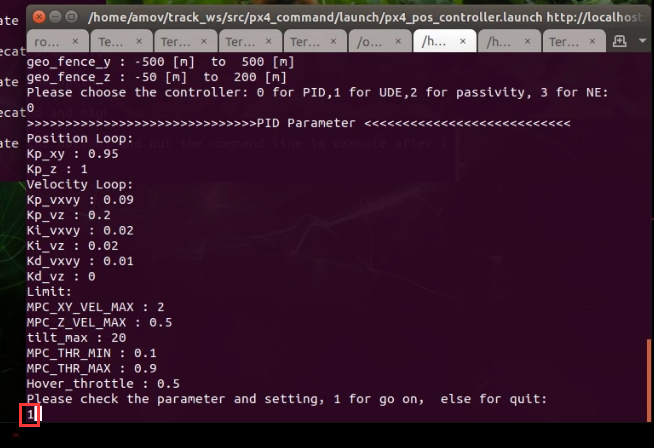 /home/amov/track_ws/src/px4_command/launch/px4_pos_controller.launch http://localhost
ro... × Te... × Ter... × Ter... × Ter... × /o... × /h... × /h... × Ter... ×
geo_fence_y : -500 [m]  to  500 [m]
geo_fence_z : -50 [m]  to  200 [m]
Please choose the controller: 0 for PID,1 for UDE,2 for passivity, 3 for NE:
0
>>>>>>>>>>>>>>>>>>>>>>>>>>>>>>PID Parameter <<<<<<<<<<<<<<<<<<<<<<<<<<<
Position Loop:
Kp_xy : 0.95
Kp_z : 1
Velocity Loop:
Kp_vxvy : 0.09
Kp_vz : 0.2
Ki_vxvy : 0.02
Ki_vz : 0.02
Kd_vxvy : 0.01
Kd_vz : 0
Limit:
MPC_XY_VEL_MAX : 2
MPC_Z_VEL_MAX : 0.5
tilt_max : 20
MPC_THR_MIN : 0.1
MPC_THR_MAX : 0.9
Hover_throttle : 0.5
Please check the parameter and setting, 1 for go on,  else for quit:
1